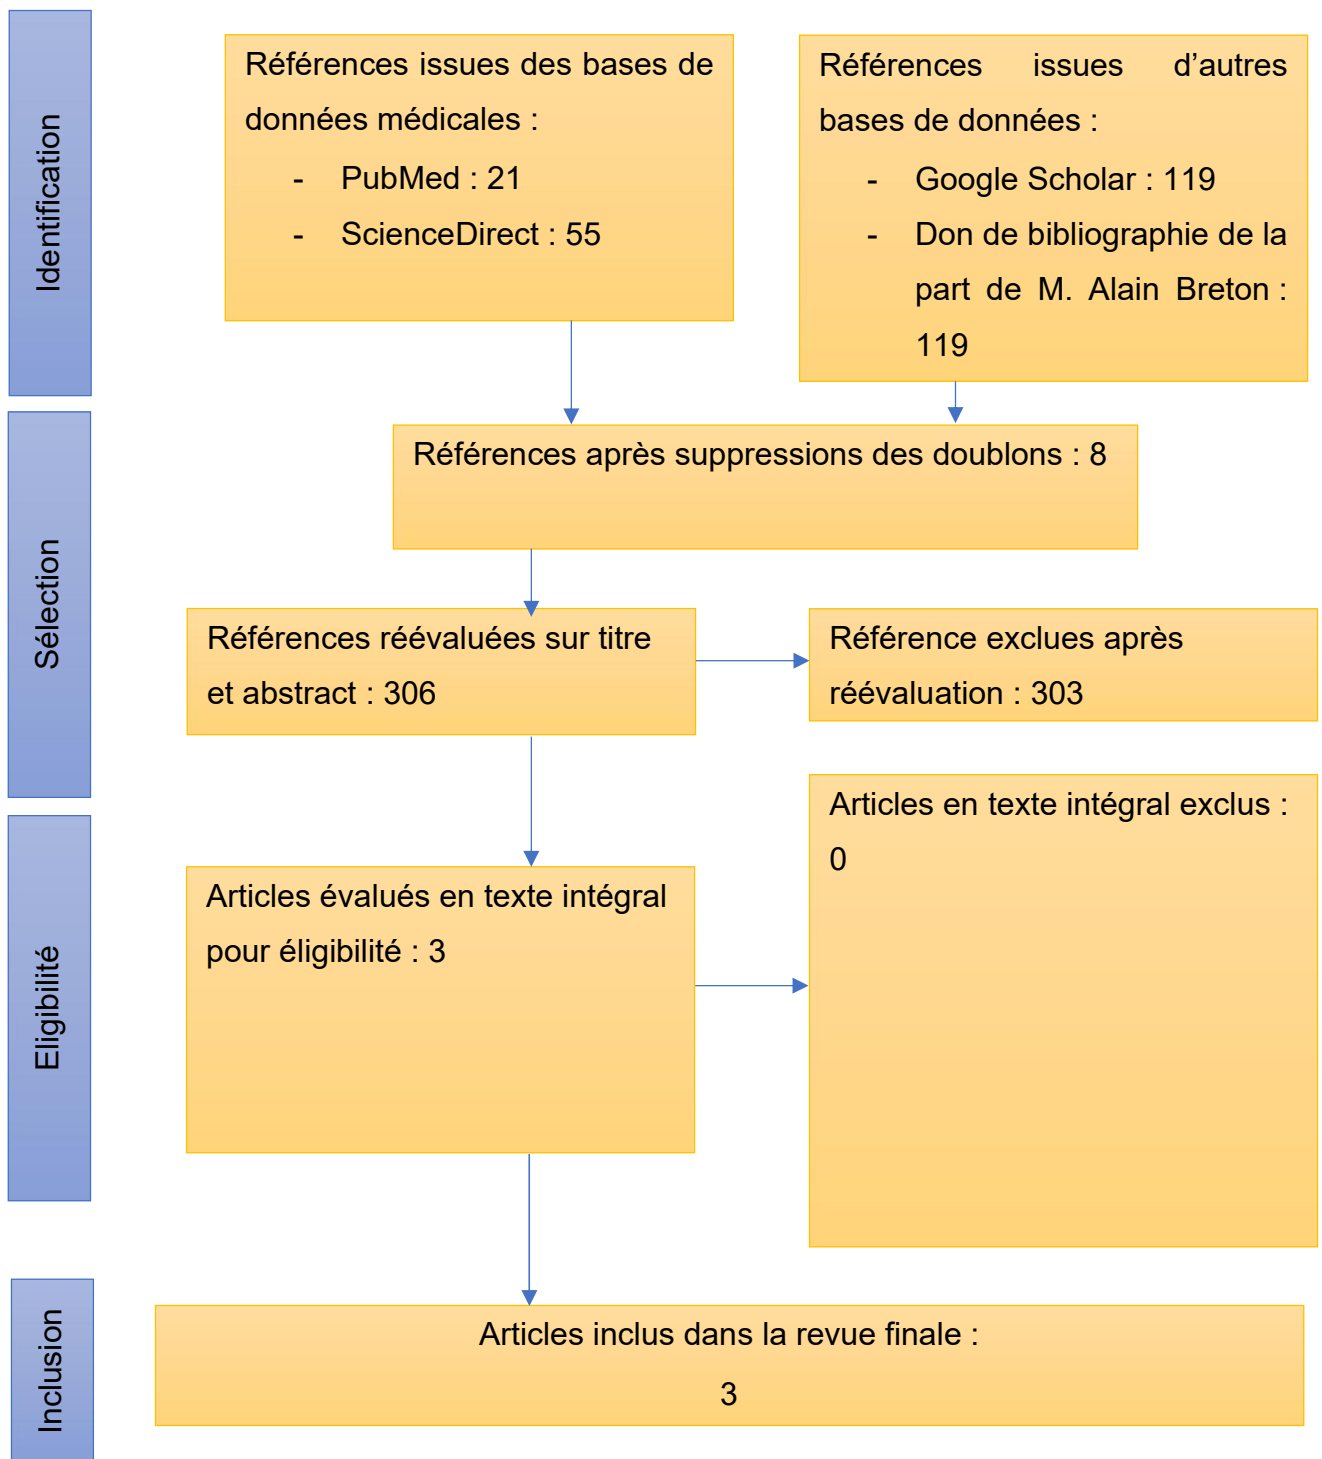 Identification
Références issues des bases de
données médicales :
- PubMed : 21
- ScienceDirect : 55
Références issues d’autres
bases de données :
- Google Scholar : 119
- Don de bibliographie de la
part de M. Alain Breton :
119
Sélection
Références après suppressions des doublons : 8
Références réévaluées sur titre
et abstract : 306
Référence exclues après
réévaluation : 303
Eligibilité
Articles évalués en texte intégral
pour éligibilité : 3
Articles en texte intégral exclus :
0
Inclusion
Articles inclus dans la revue finale :
3